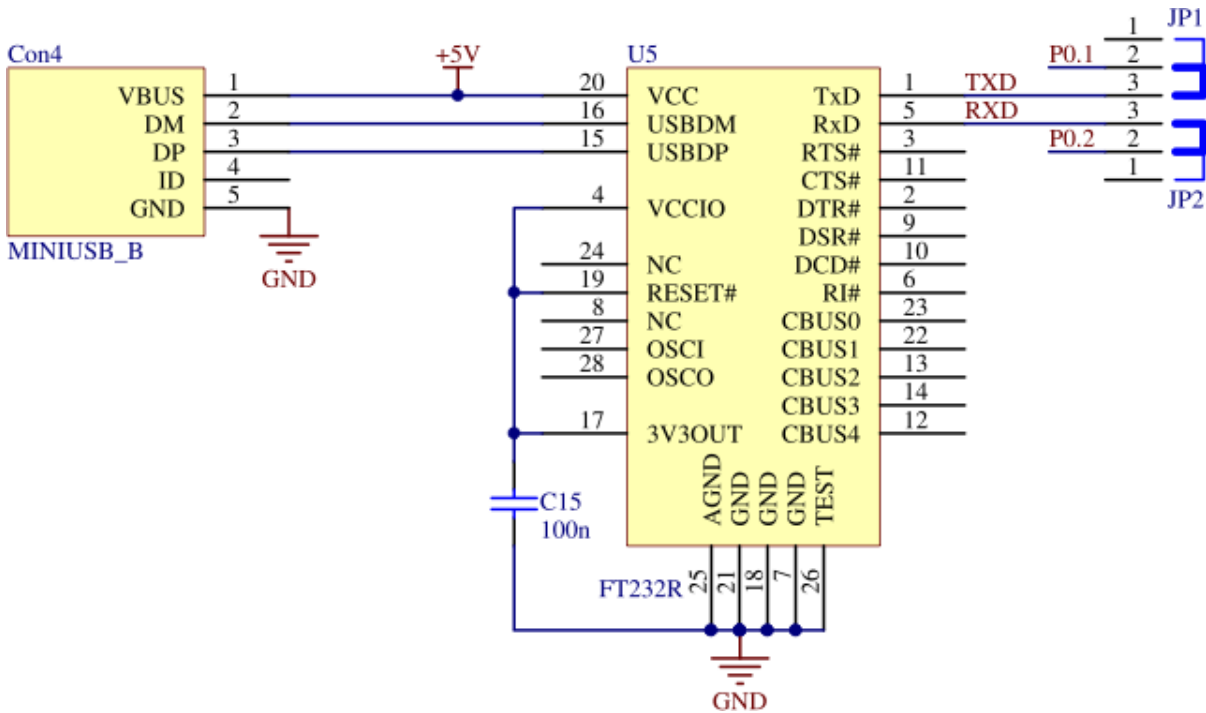 Con4
VBUS 1
DM 2
DP 3
ID 4
GND 5
MINIUSB_B
GND
+5V
U5
20 VCC
16 USBDM
15 USBDP
4 VCCIO
24 NC
19 RESET#
8 NC
27 OSCI
28 OSCO
17 3V3OUT
TxD 1 TXD
RxD 5 RXD
RTS# 3
CTS# 11
DTR# 2
DSR# 9
DCD# 10
RI# 6
CBUS0 23
CBUS1 22
CBUS2 13
CBUS3 14
CBUS4 12
AGND GND GND GND TEST
25 21 18 7 26
FT232R
C15
100n
GND
JP1
1
P0.1 2
3
3
P0.2 2
1
JP2